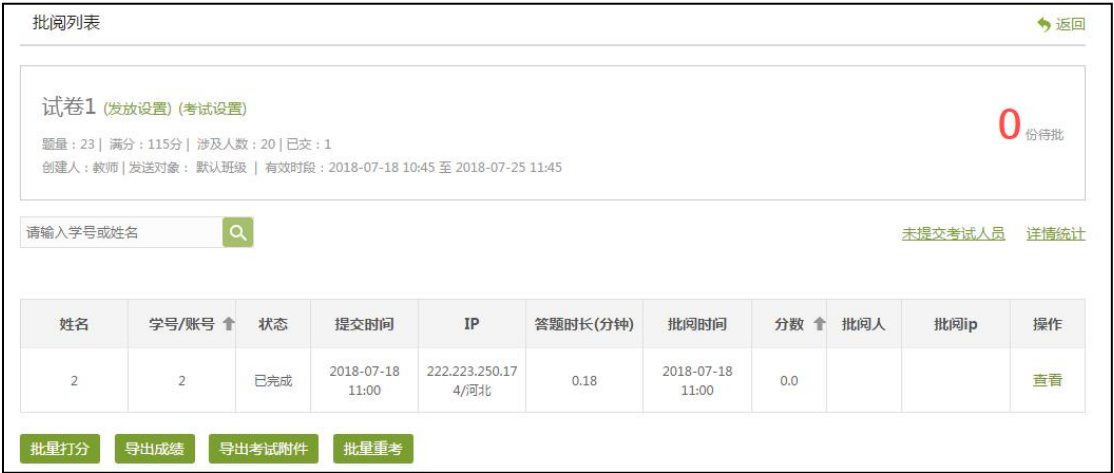 批阅列表
返回
试卷1 (发放设置) (考试设置)
题量：23 | 满分：115分 | 涉及人数：20 | 已交：1
创建人：教师 | 发送对象： 默认班级 | 有效时段：2018-07-18 10:45 至 2018-07-25 11:45
0 份待批
请输入学号或姓名
未提交考试人员 详情统计
姓名 学号/账号 状态 提交时间 IP 答题时长(分钟) 批阅时间 分数 批阅人 批阅ip 操作
2 2 已完成 2018-07-18 222.223.250.17 0.18 2018-07-18 0.0 查看
11:00 4/河北 11:00
批量打分 导出成绩 导出考试附件 批量重考